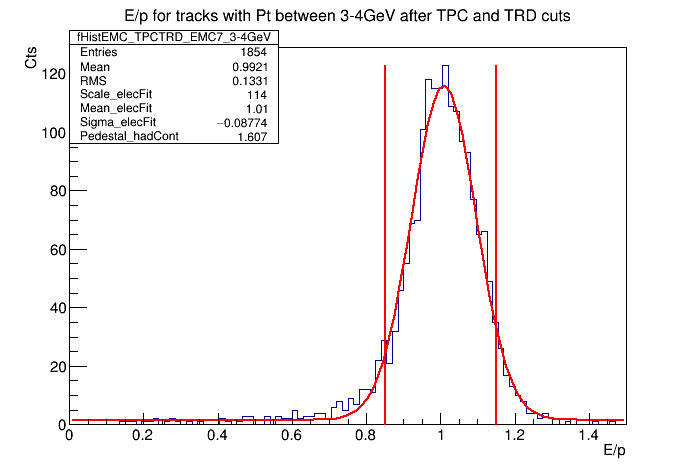 E/p for tracks with Pt between 3-4GeV after TPC and TRD cuts
fHistEMC_TPCTRD_EMC7_3-4GeV
Entries 1854
Mean 0.9921
RMS 0.1331
Scale_elecFit 114
Mean_elecFit 1.01
Sigma_elecFit −0.08774
Pedestal_hadCont 1.607
Cts
120
100
80
60
40
20
0
0 0.2 0.4 0.6 0.8 1 1.2 1.4
E/p